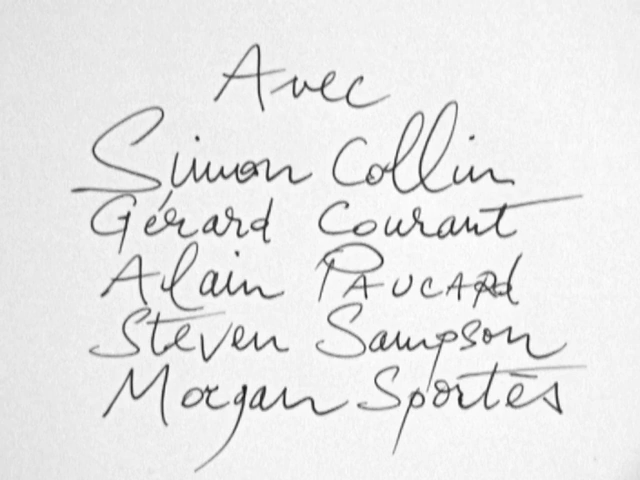 Avec
Simon Collin
Gérard Courant
Alain PAUCARd
Steven Sampson
Morgan Sportès